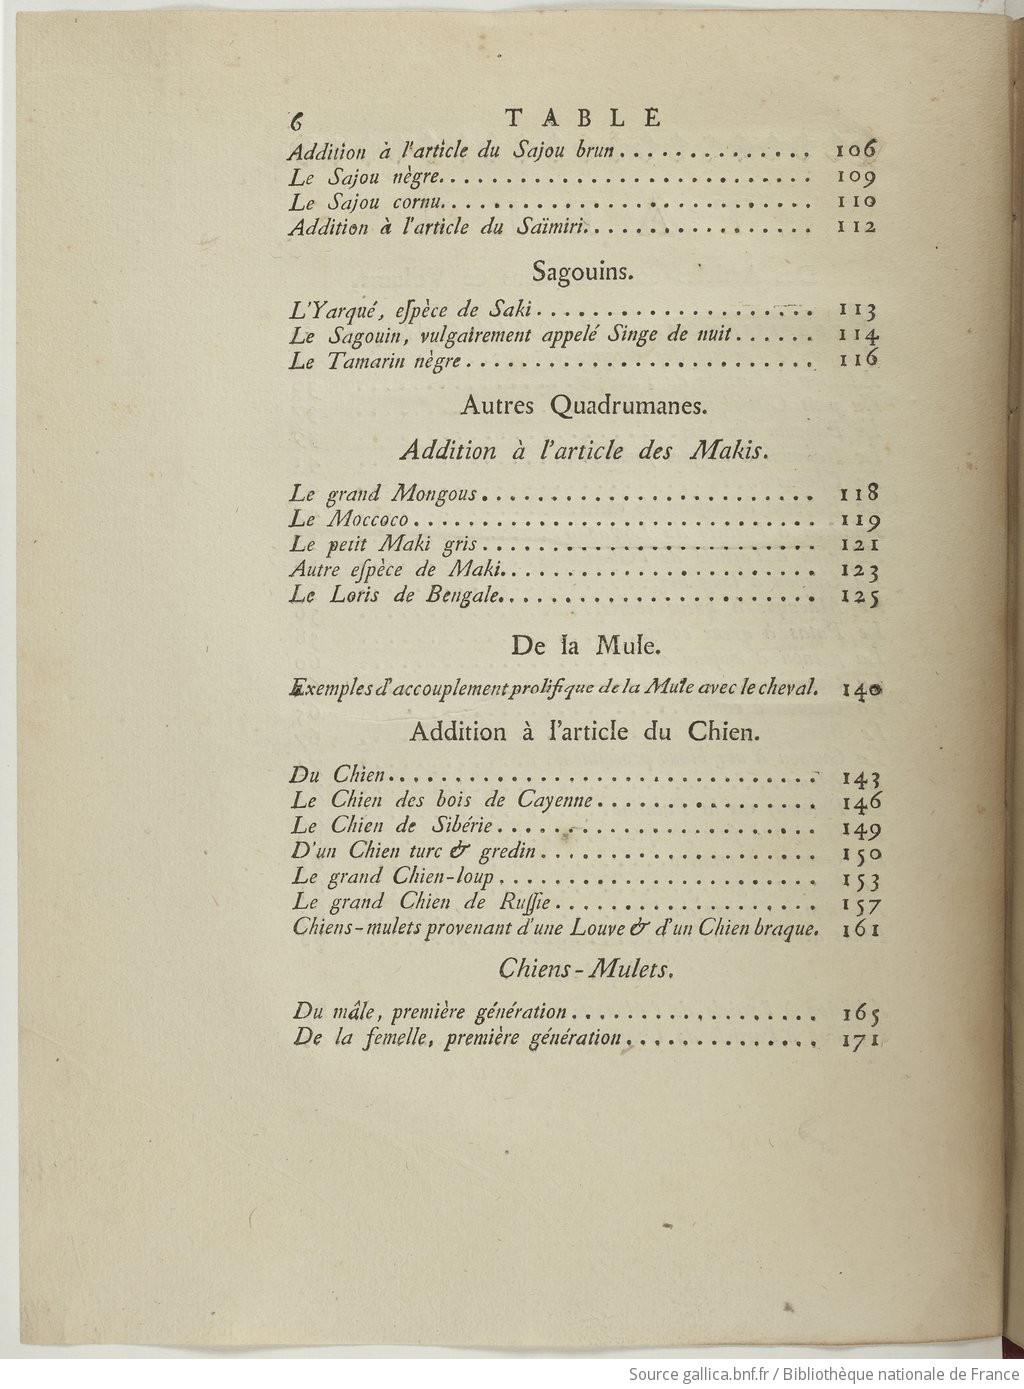 6 TABLE
Addition à l'article du Sajou brun.............. 106
Le Sajou nègre............................ 109
Le Sajou cornu............................ 110
Addition à l'article du Saïmiri................. 112
Sagouins.
L'Yarqué, eſpèce de Saki..................... 113
Le Sagouin, vulgairement appelé Singe de nuit...... 114
Le Tamarin nègre.......................... 116
Autres Quadrumanes.
Addition à l'article des Makis.
Le grand Mongous......................... 118
Le Moccoco.............................. 119
Le petit Maki gris......................... 121
Autre eſpèce de Maki....................... 123
Le Loris de Bengale........................ 125
De la Mule.
Exemples d'accouplement prolifique de la Mule avec le cheval. 140
Addition à l'article du Chien.
Du Chien................................ 143
Le Chien des bois de Cayenne................. 146
Le Chien de Sibérie........................ 149
D'un Chien turc & gredin.................... 150
Le grand Chien-loup........................ 153
Le grand Chien de Ruſſie.................... 157
Chiens-mulets provenant d'une Louve & d'un Chien braque. 161
Chiens-Mulets.
Du mâle, première génération.................. 165
De la femelle, première génération.............. 171
Source gallica.bnf.fr / Bibliothèque nationale de France